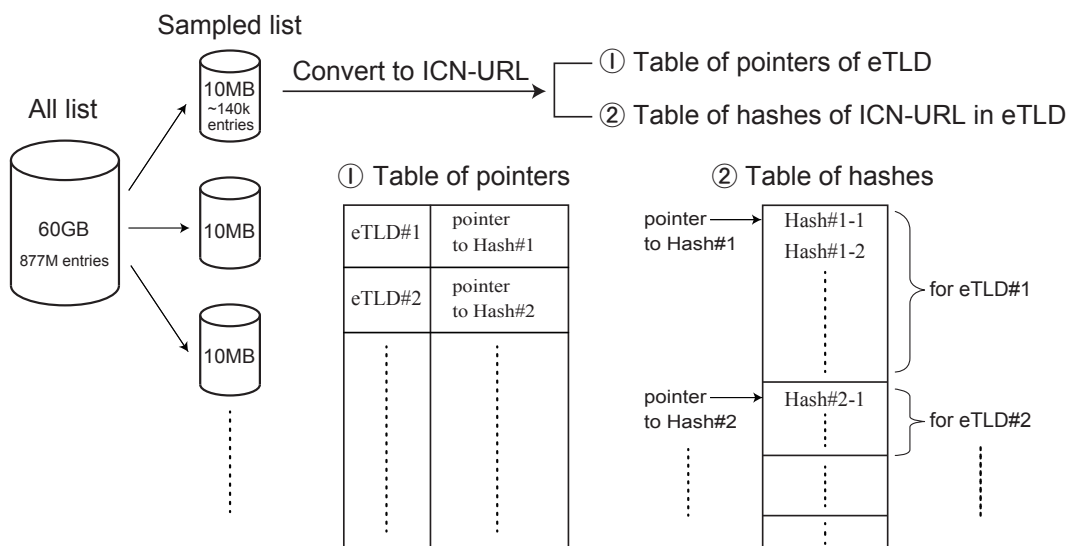 Sampled list
10MB
~140k
entries
Convert to ICN-URL
① Table of pointers of eTLD
② Table of hashes of ICN-URL in eTLD
All list
60GB
877M entries
10MB
10MB
① Table of pointers
eTLD#1
pointer
to Hash#1
eTLD#2
pointer
to Hash#2
② Table of hashes
pointer
to Hash#1
Hash#1-1
Hash#1-2
for eTLD#1
pointer
to Hash#2
Hash#2-1
for eTLD#2